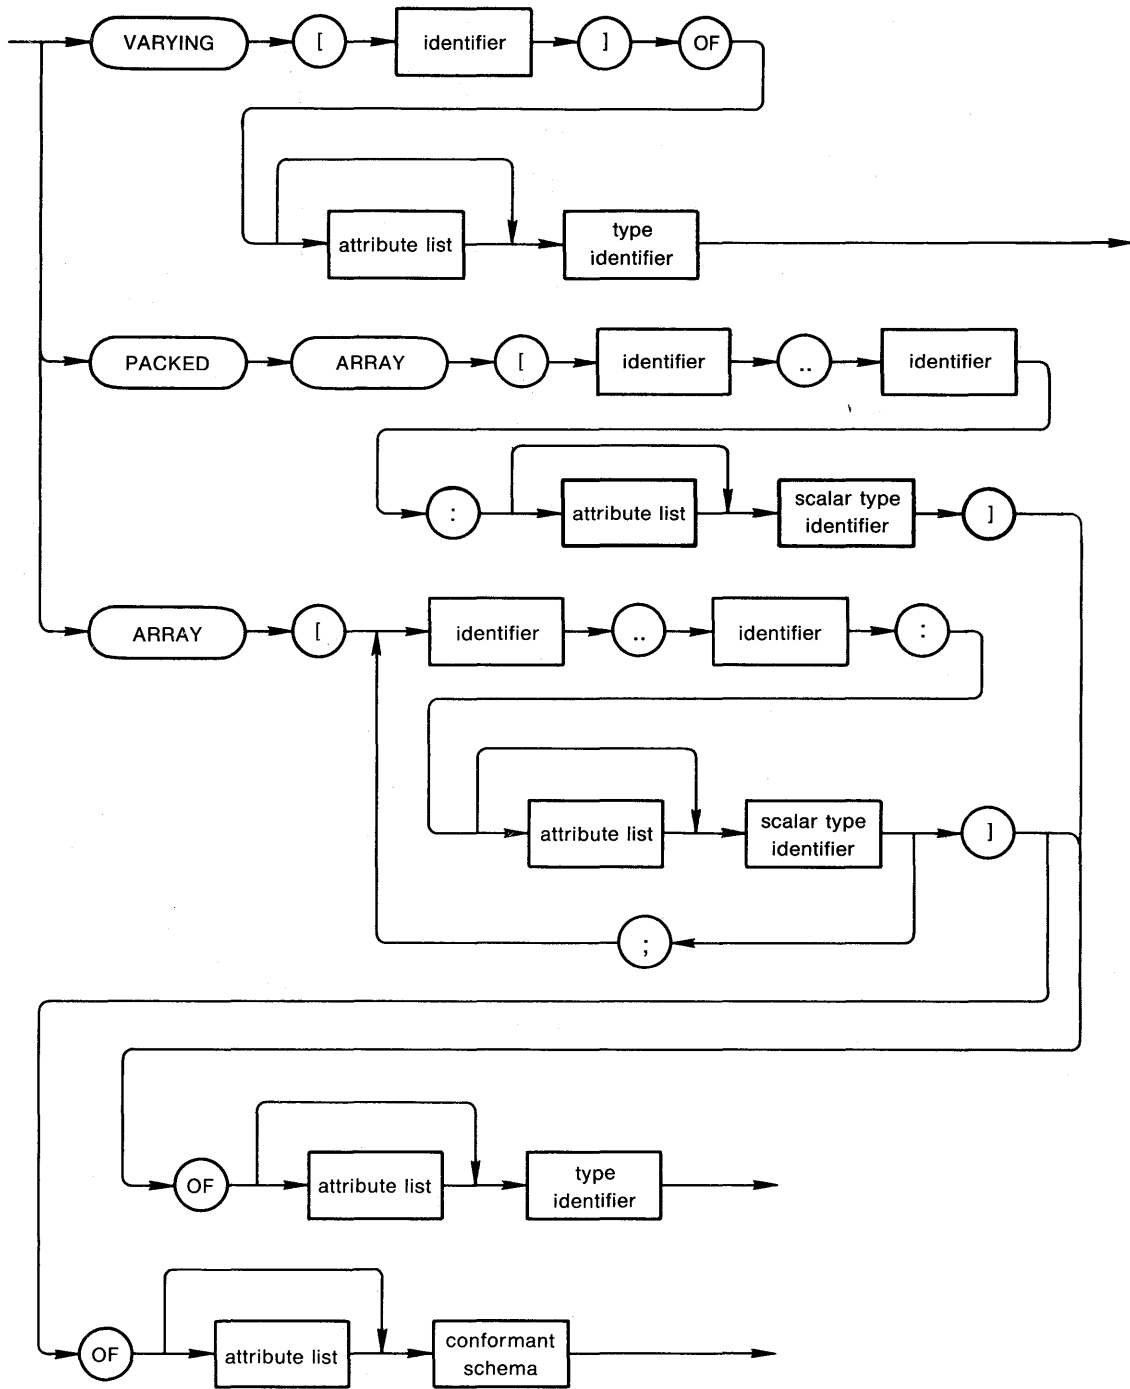 VARYING [ identifier ] OF
attribute list type
identifier
PACKED ARRAY [ identifier .. identifier
: attribute list scalar type
identifier ]
ARRAY [ identifier .. identifier :
attribute list scalar type
identifier ]
;
OF attribute list type
identifier
OF attribute list conformant
schema